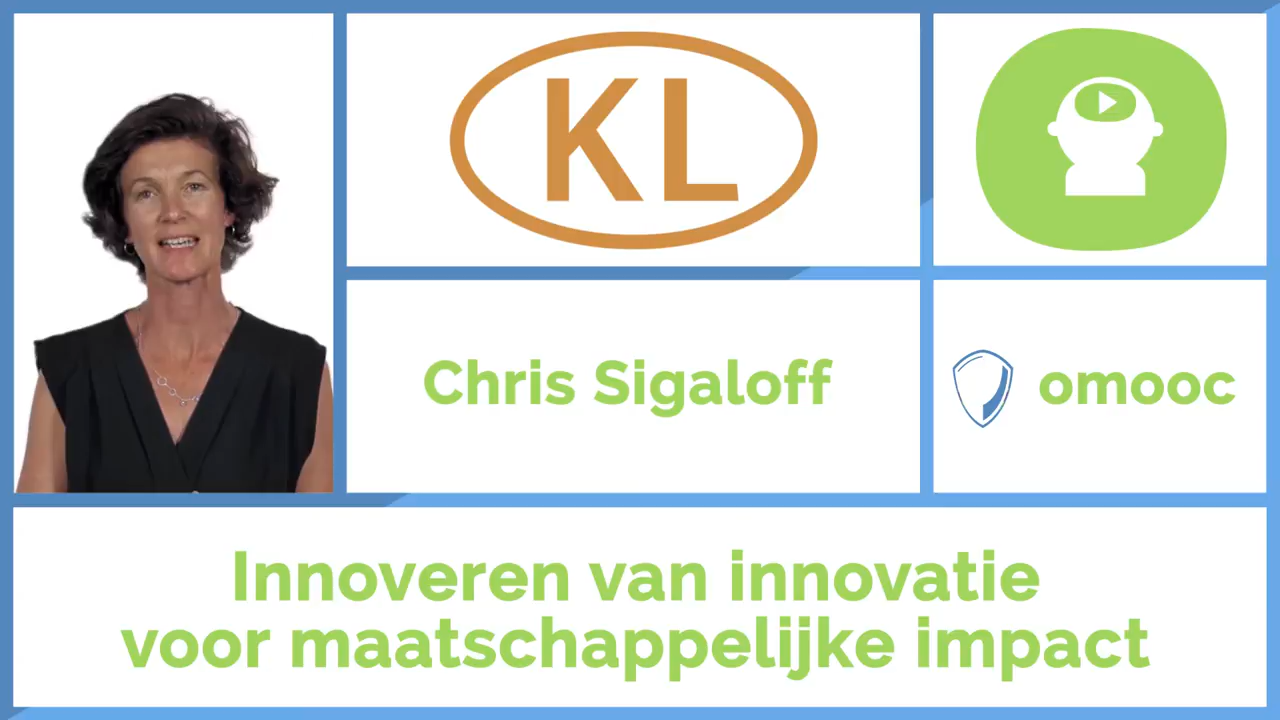 KL
Chris Sigaloff
omooc
Innoveren van innovatie
voor maatschappelijke impact